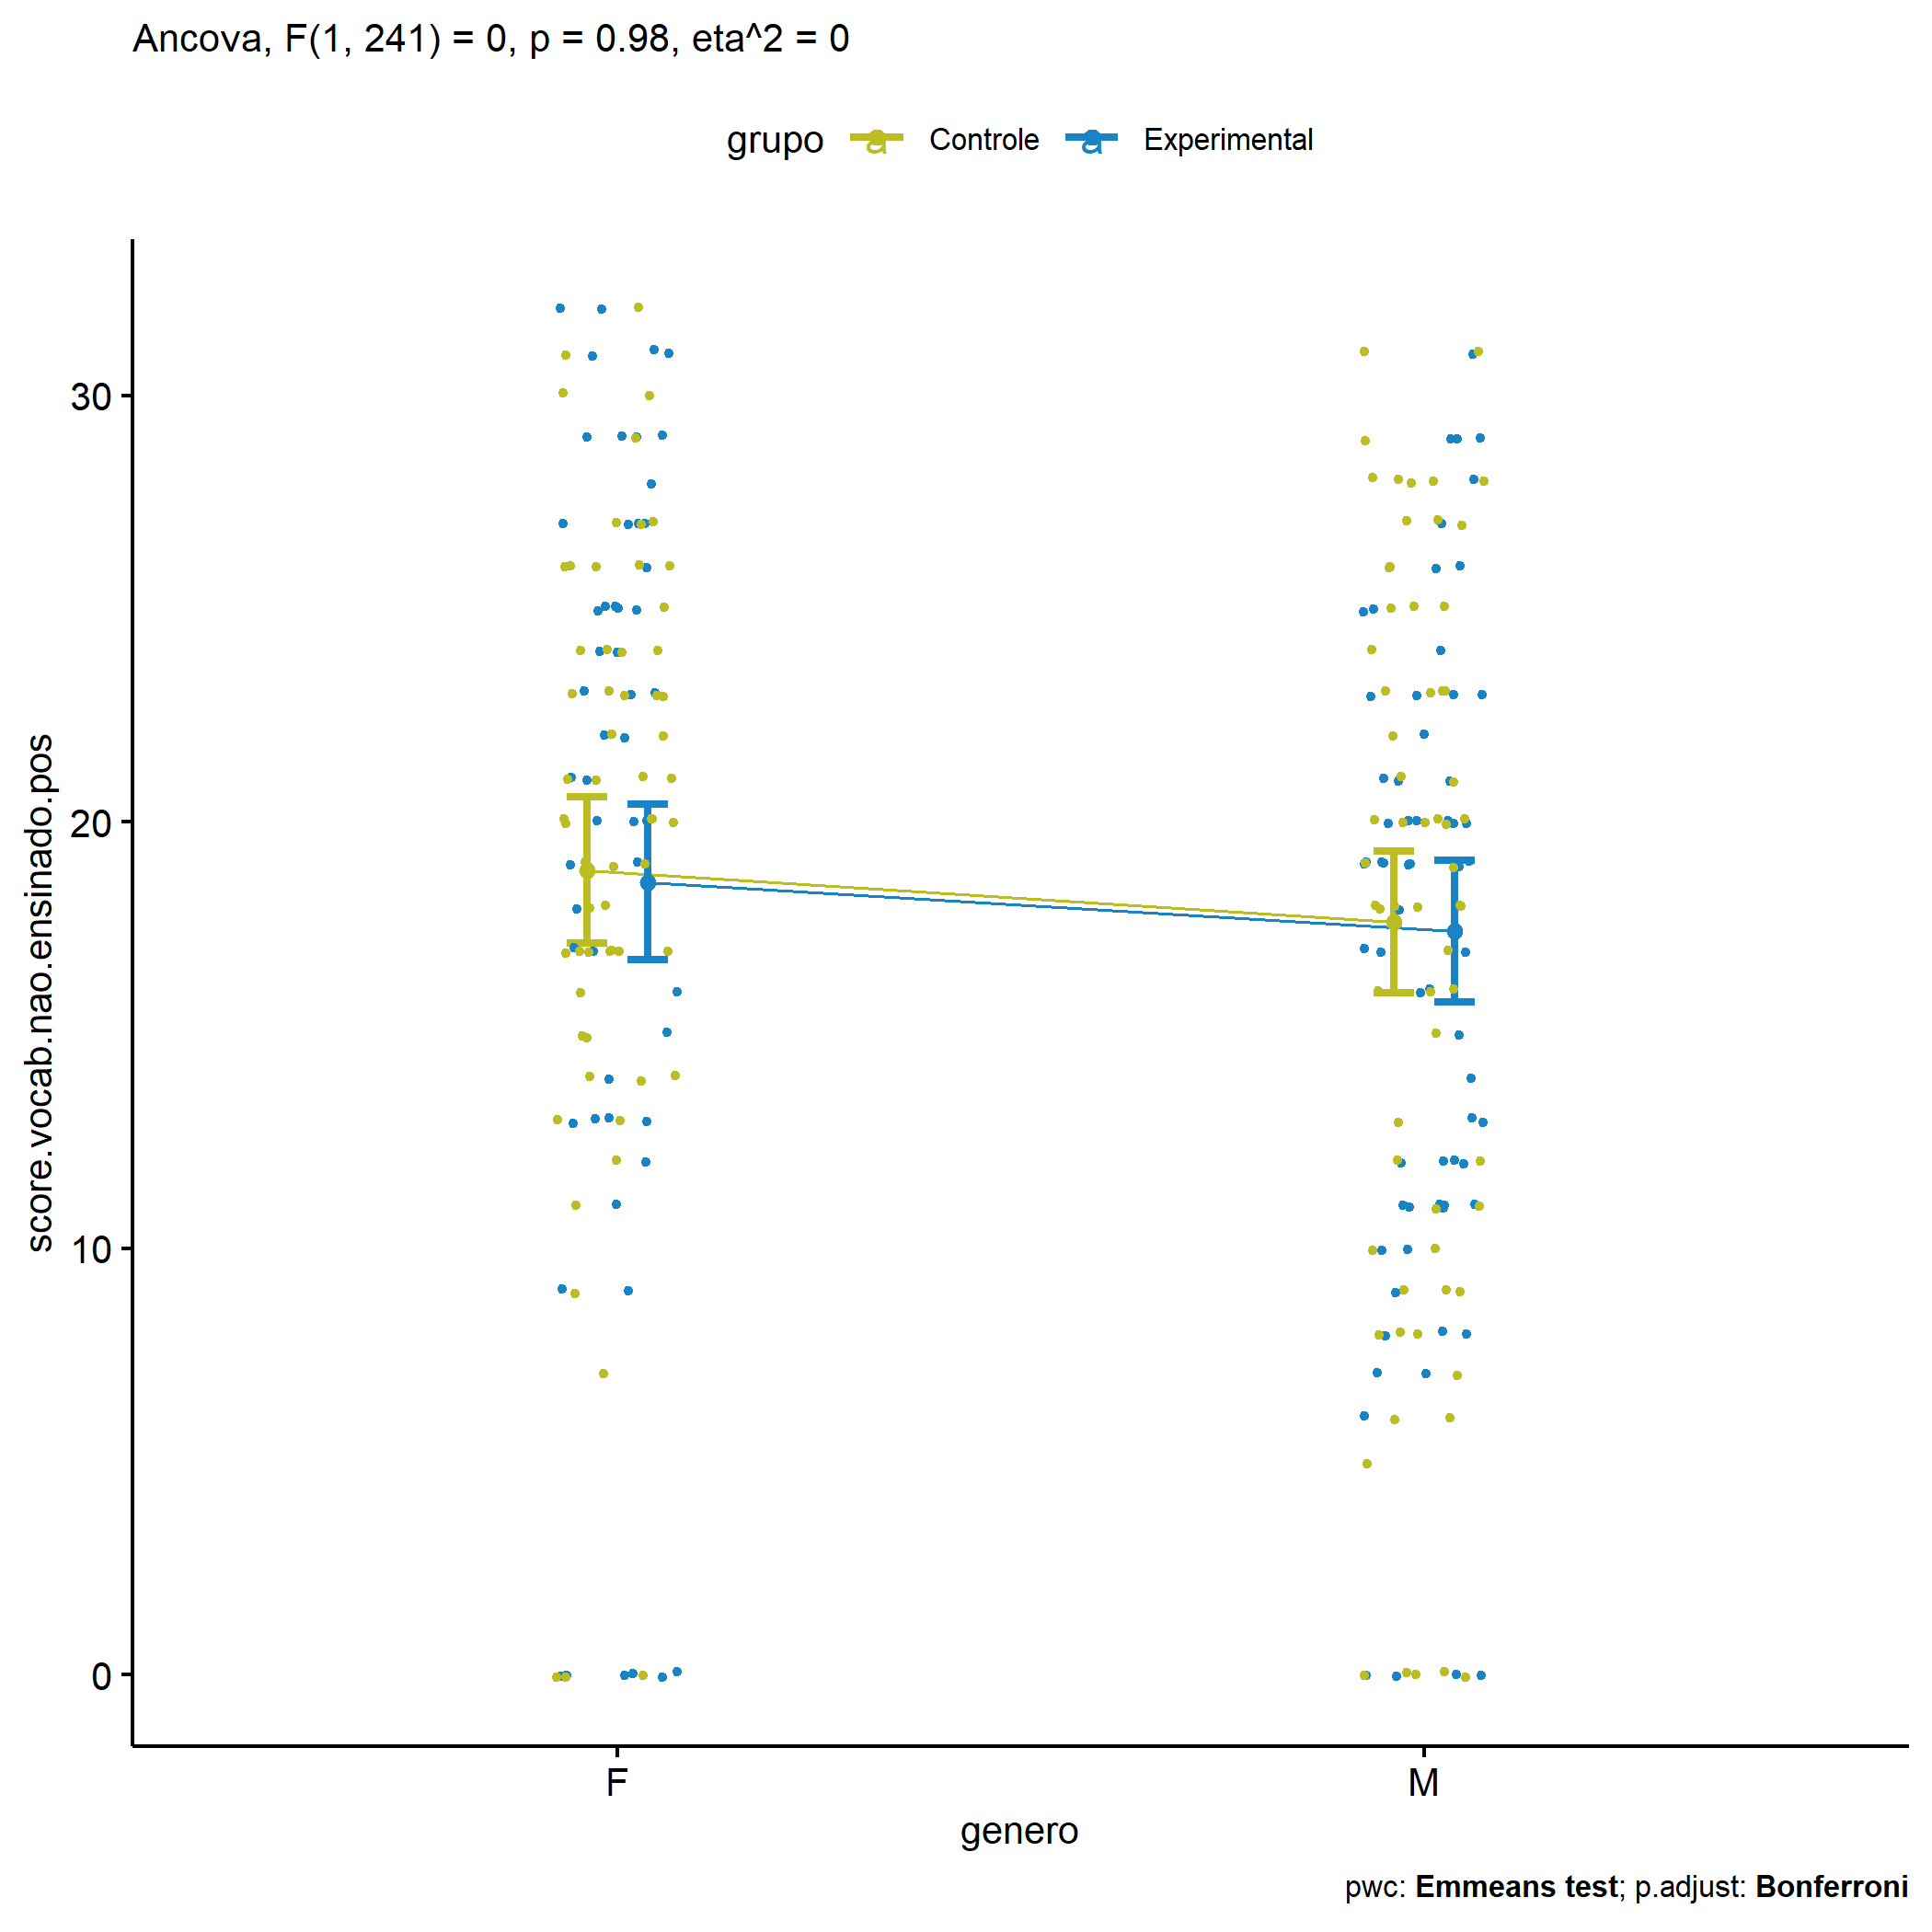 Ancova, F(1, 241) = 0, p = 0.98, eta^2 = 0
grupo a Controle a Experimental
score.vocab.nao.ensinado.pos
30
20
10
0
F M
genero
pwc: Emmeans test; p.adjust: Bonferroni